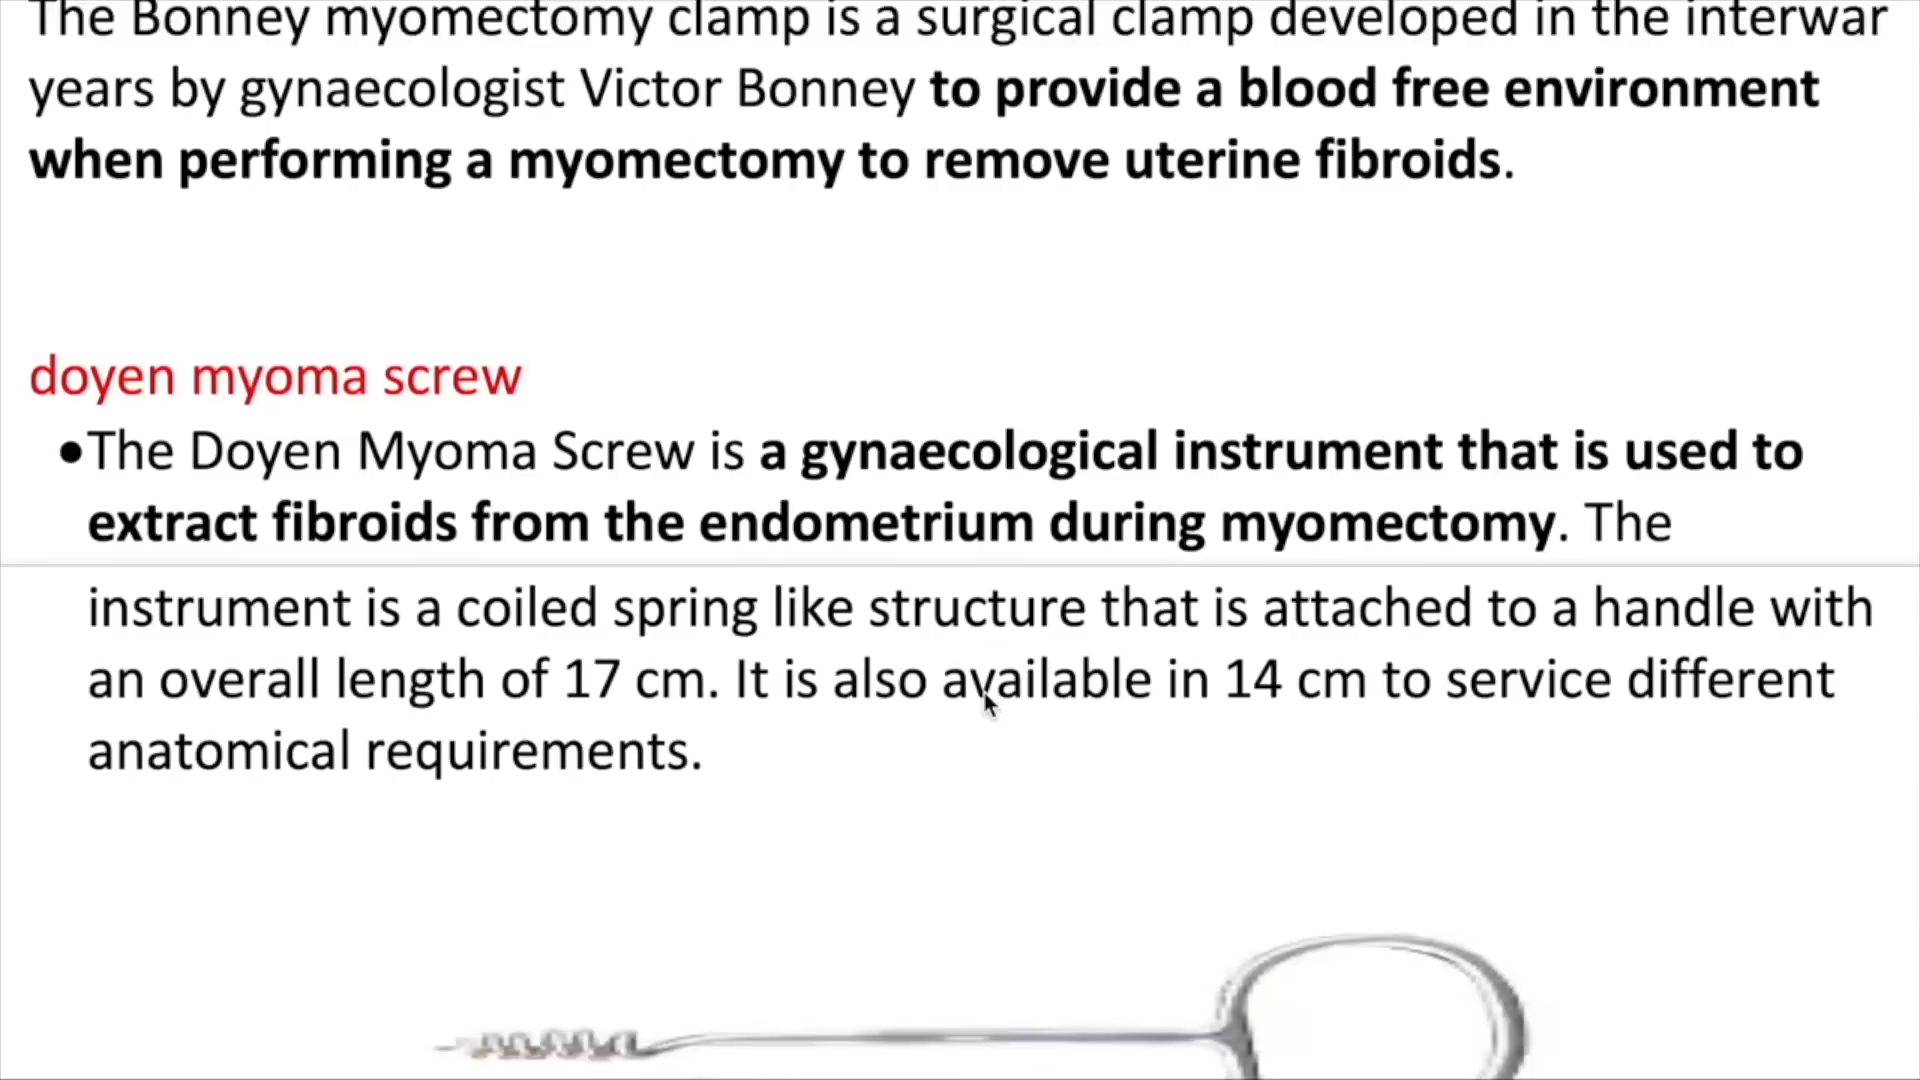 The Bonney myomectomy clamp is a surgical clamp developed in the interwar
years by gynaecologist Victor Bonney to provide a blood free environment
when performing a myomectomy to remove uterine fibroids.
doyen myoma screw
•The Doyen Myoma Screw is a gynaecological instrument that is used to
extract fibroids from the endometrium during myomectomy. The
instrument is a coiled spring like structure that is attached to a handle with
an overall length of 17 cm. It is also available in 14 cm to service different
anatomical requirements.